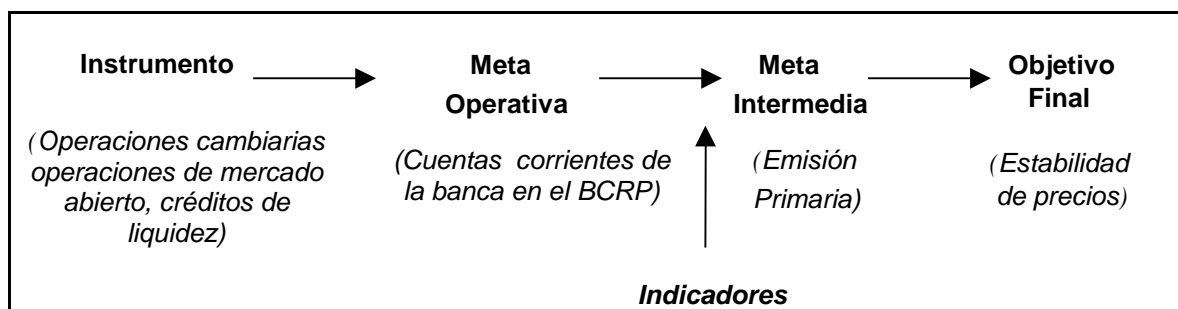 Instrumento
(Operaciones cambiarias
operaciones de mercado
abierto, créditos de
liquidez)
Meta
Operativa
(Cuentas corrientes de
la banca en el BCRP)
Meta
Intermedia
(Emisión
Primaria)
Objetivo
Final
(Estabilidad
de precios)
Indicadores